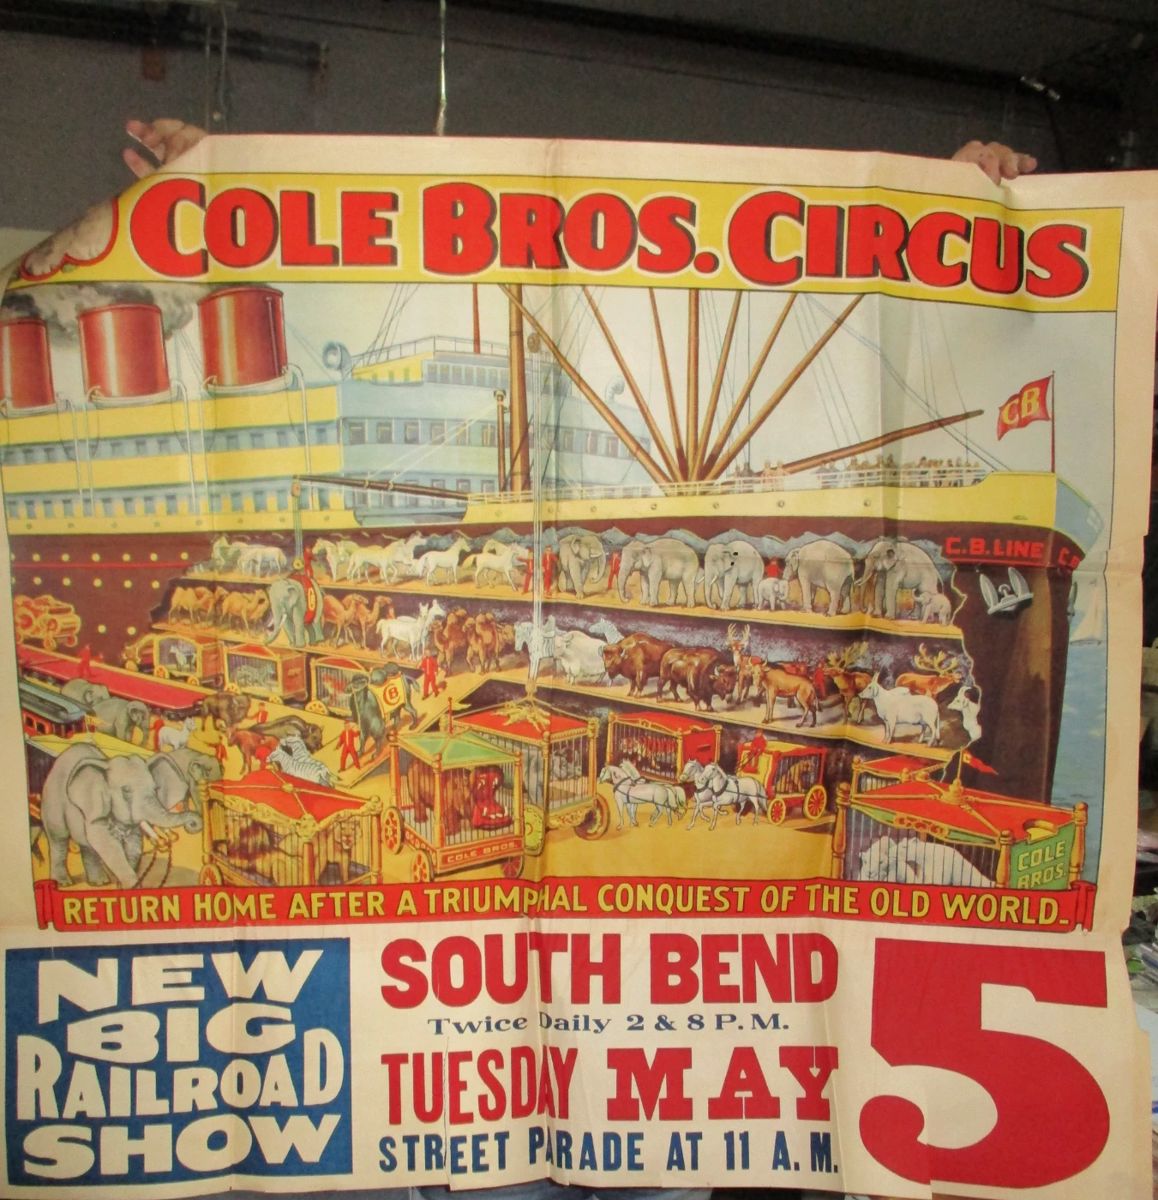 COLE BROS. CIRCUS
CB
C.B. LINE
CB
COLE BROS.
COLE
BROS.
RETURN HOME AFTER A TRIUMPHAL CONQUEST OF THE OLD WORLD.
NEW
BIG
RAILROAD
SHOW
SOUTH BEND
Twice Daily 2 & 8 P.M.
TUESDAY MAY
5
STREET PARADE AT 11 A.M.